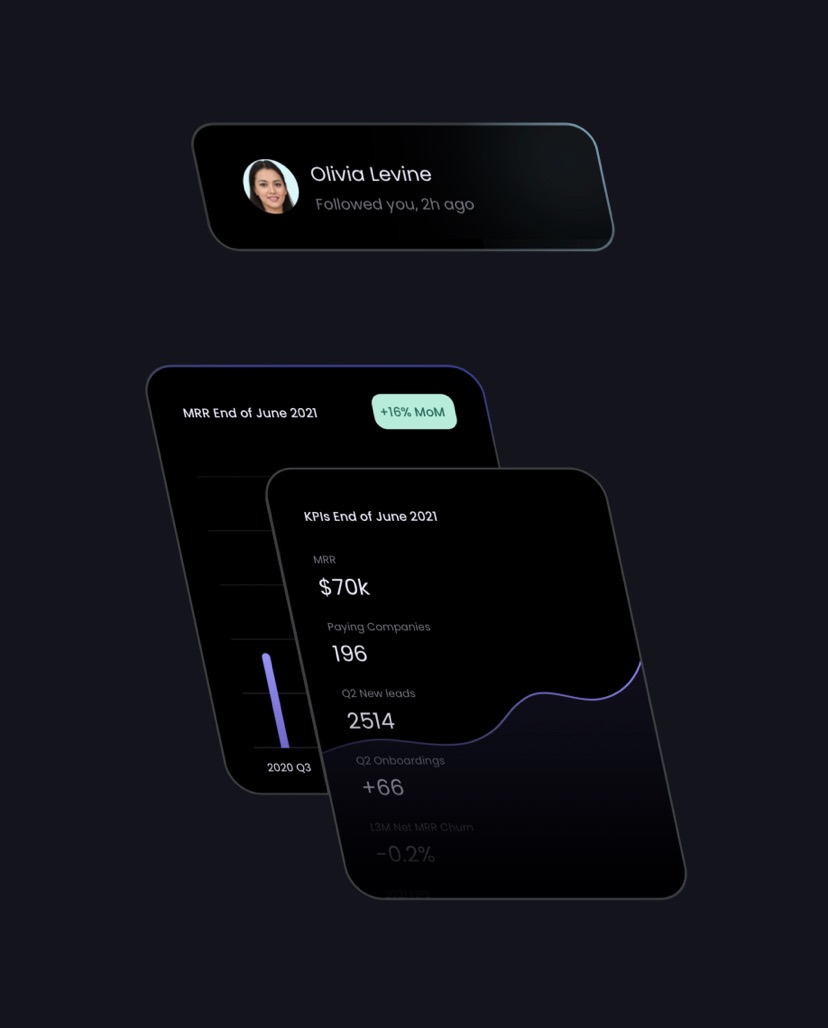 Olivia Levine
Followed you, 2h ago
MRR End of June 2021
+16% MoM
2020 Q3
KPIs End of June 2021
MRR
$70k
Paying Companies
196
Q2 New leads
2514
Q2 Onboardings
+66
L3M Net MRR Churn
-0.2%